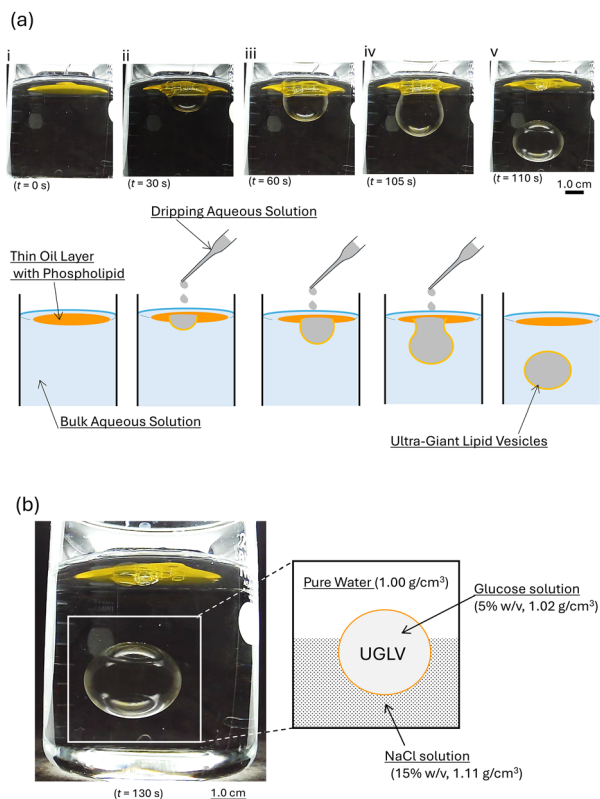 (a)
i
ii
iii
iv
v
(t = 0 s)
(t = 30 s)
(t = 60 s)
(t = 105 s)
(t = 110 s)
1.0 cm
Dripping Aqueous Solution
Thin Oil Layer
with Phospholipid
Bulk Aqueous Solution
Ultra-Giant Lipid Vesicles
(b)
Pure Water (1.00 g/cm³)
Glucose solution
(5% w/v, 1.02 g/cm³)
UGLV
NaCl solution
(15% w/v, 1.11 g/cm³)
(t = 130 s)
1.0 cm